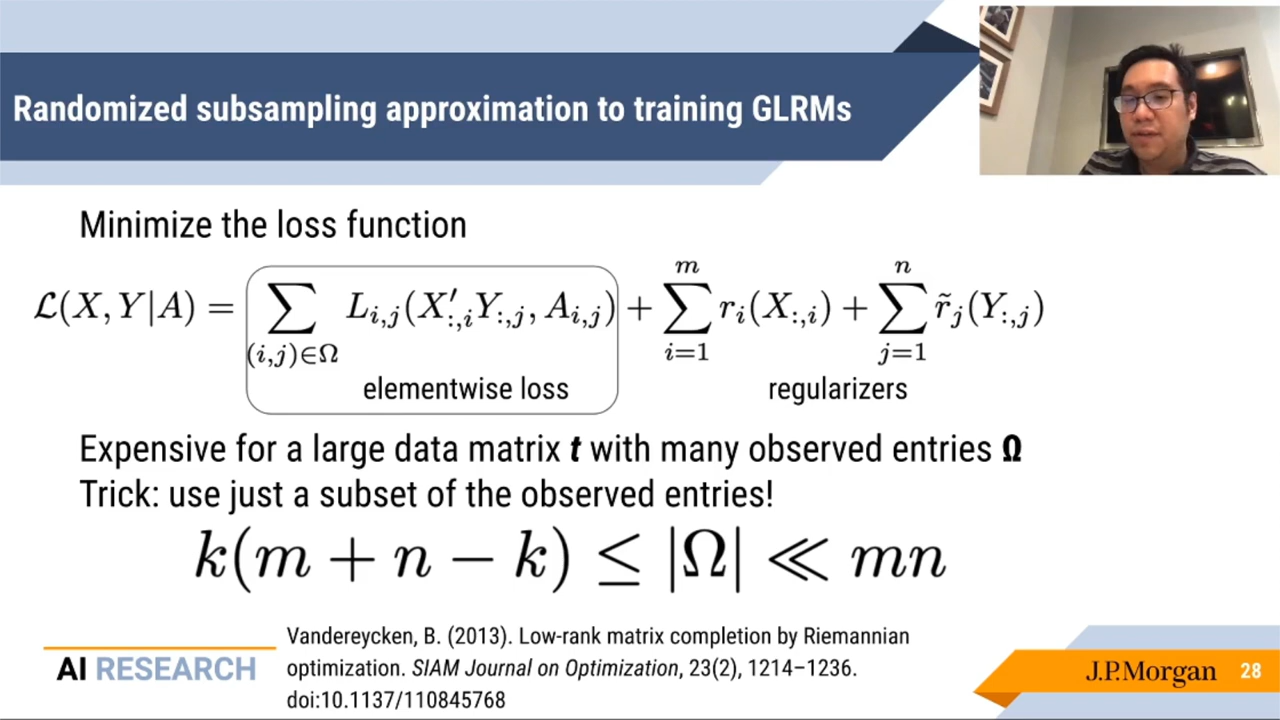 Randomized subsampling approximation to training GLRMs
Minimize the loss function
ℒ(X, Y|A) = ∑_{(i,j)∈Ω} L_{i,j}(X′_{:,i}Y_{:,j}, A_{i,j}) + ∑_{i=1}^{m} r_i(X_{:,i}) + ∑_{j=1}^{n} r̃_j(Y_{:,j})
elementwise loss regularizers
Expensive for a large data matrix t with many observed entries Ω
Trick: use just a subset of the observed entries!
k(m + n − k) ≤ |Ω| ≪ mn
Vandereycken, B. (2013). Low-rank matrix completion by Riemannian
optimization. SIAM Journal on Optimization, 23(2), 1214–1236.
doi:10.1137/110845768
AI RESEARCH
J.P.Morgan 28